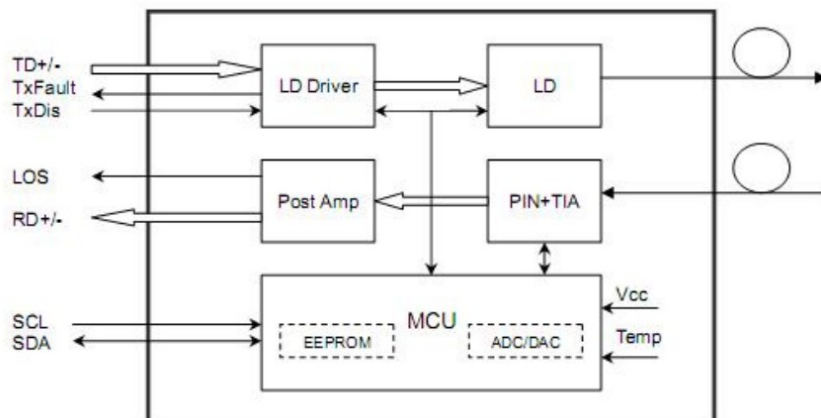 TD+/-
TxFault
TxDis
LD Driver
LD
LOS
RD+/-
Post Amp
PIN+TIA
SCL
SDA
MCU
EEPROM
ADC/DAC
Vcc
Temp